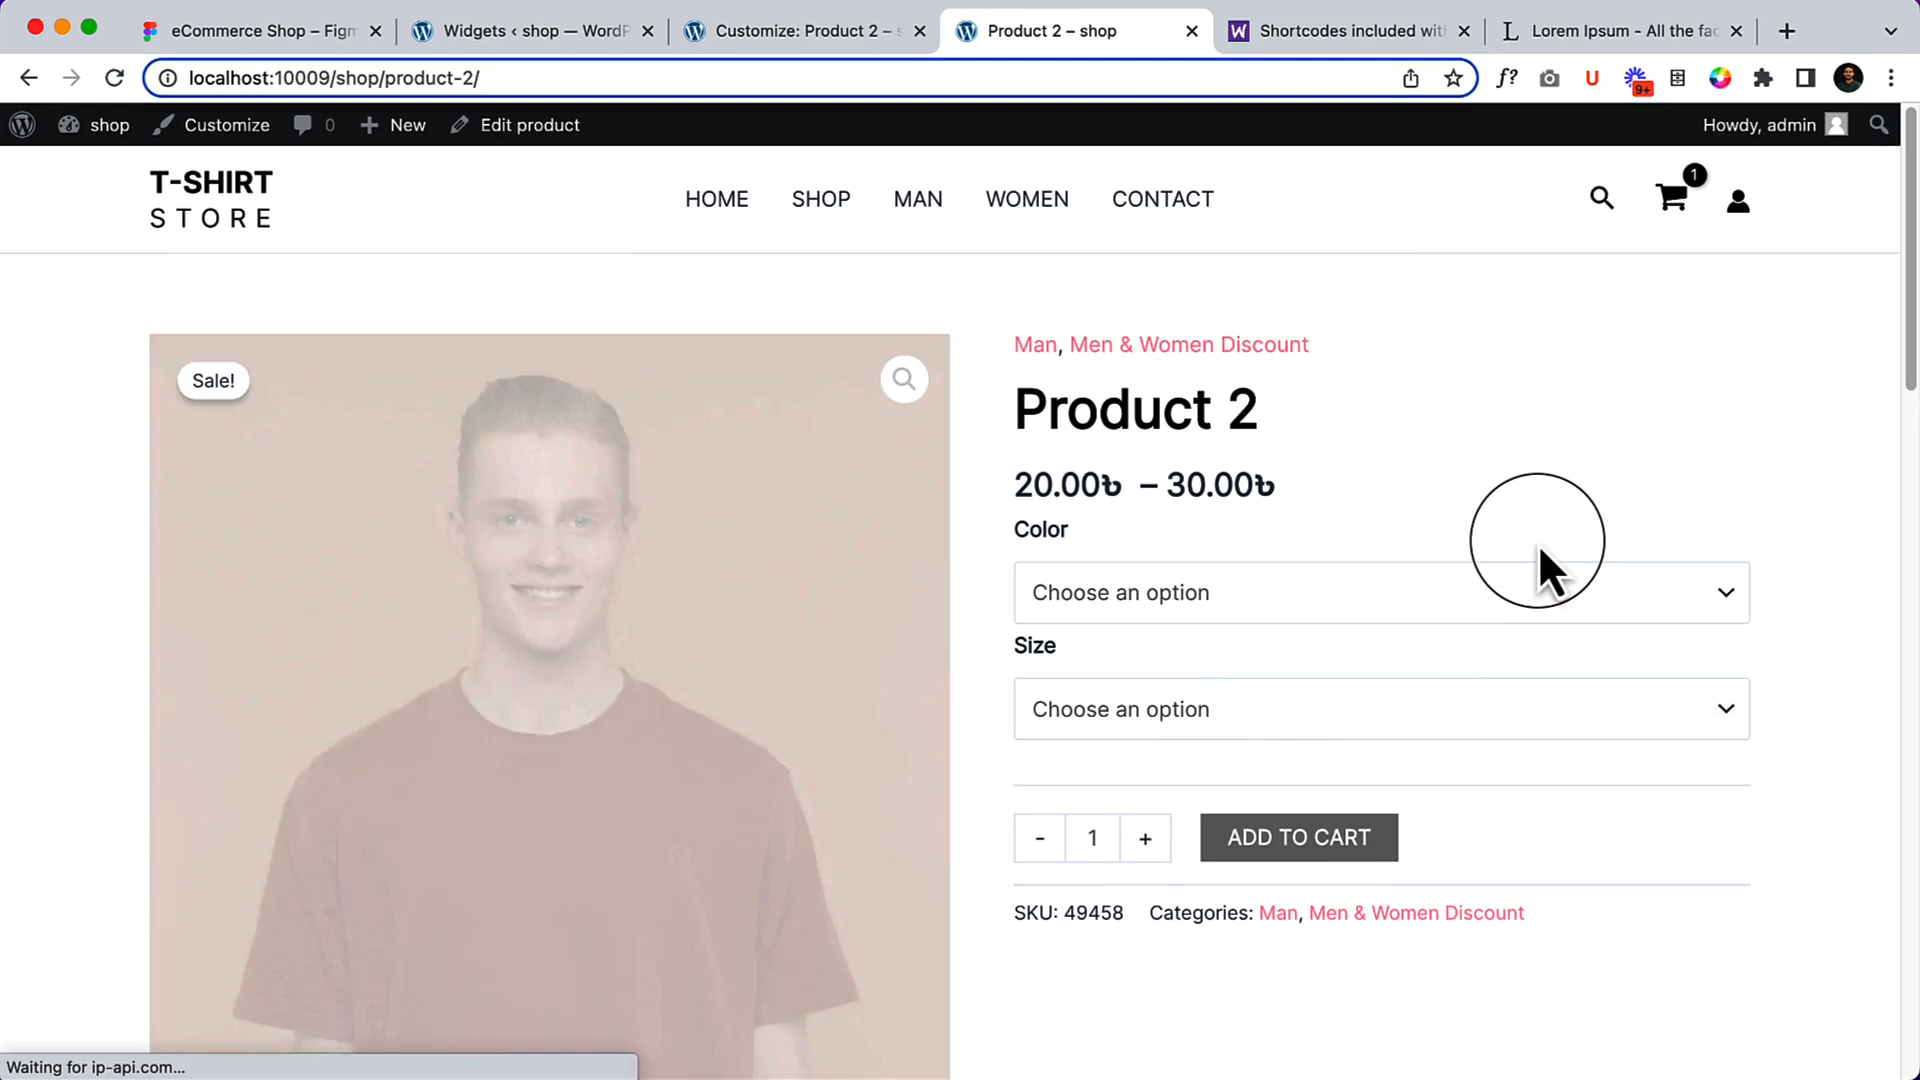 eCommerce Shop – Figm
Widgets ‹ shop — WordP
Customize: Product 2 – s
Product 2 – shop
Shortcodes included wit
Lorem Ipsum - All the fac
localhost:10009/shop/product-2/
f?
U
9+
shop
Customize
0
New
Edit product
Howdy, admin
T-SHIRT
STORE
HOME
SHOP
MAN
WOMEN
CONTACT
1
Sale!
Man, Men & Women Discount
Product 2
20.00৳ – 30.00৳
Color
Choose an option
Size
Choose an option
- 1 +
ADD TO CART
SKU: 49458 Categories: Man, Men & Women Discount
Waiting for ip-api.com...